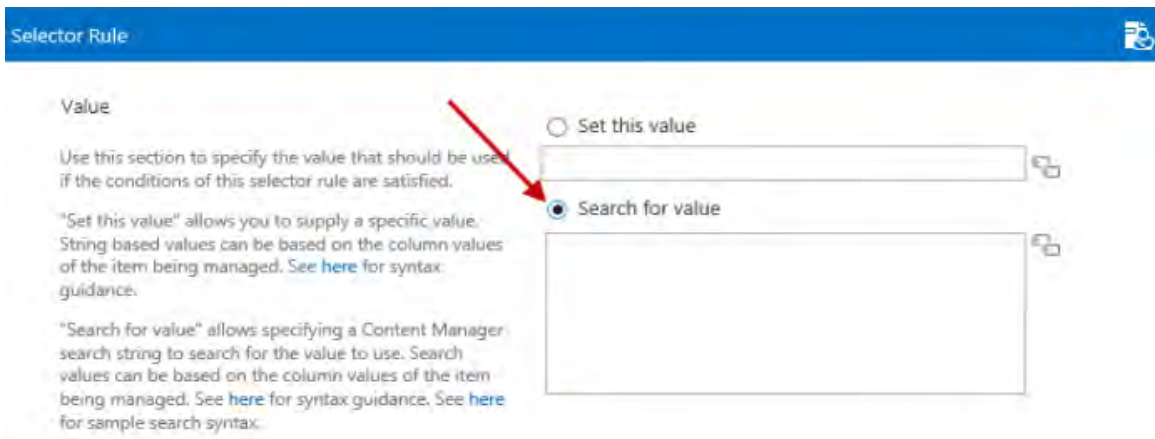 Selector Rule
Value
Use this section to specify the value that should be used
if the conditions of this selector rule are satisfied.
"Set this value" allows you to supply a specific value.
String based values can be based on the column values
of the item being managed. See here for syntax
guidance.
"Search for value" allows specifying a Content Manager
search string to search for the value to use. Search
values can be based on the column values of the item
being managed. See here for syntax guidance. See here
for sample search syntax.
Set this value
Search for value